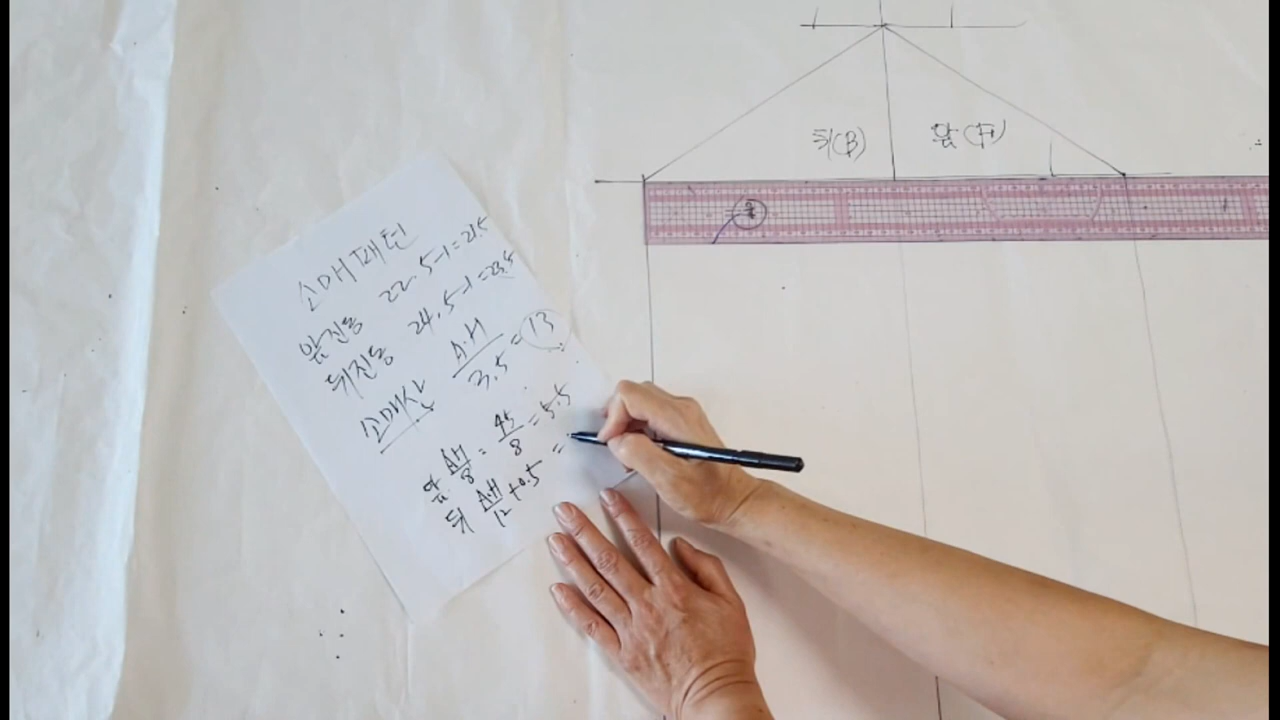 뒤(B)
앞(F)
소매패턴
앞진동 22.5-1=21.5
뒤진동 24.5-1=23.5
소매산 A.H/3.5=13
앞 AH/8=45/8=5.5
뒤 AH/12+0.5=